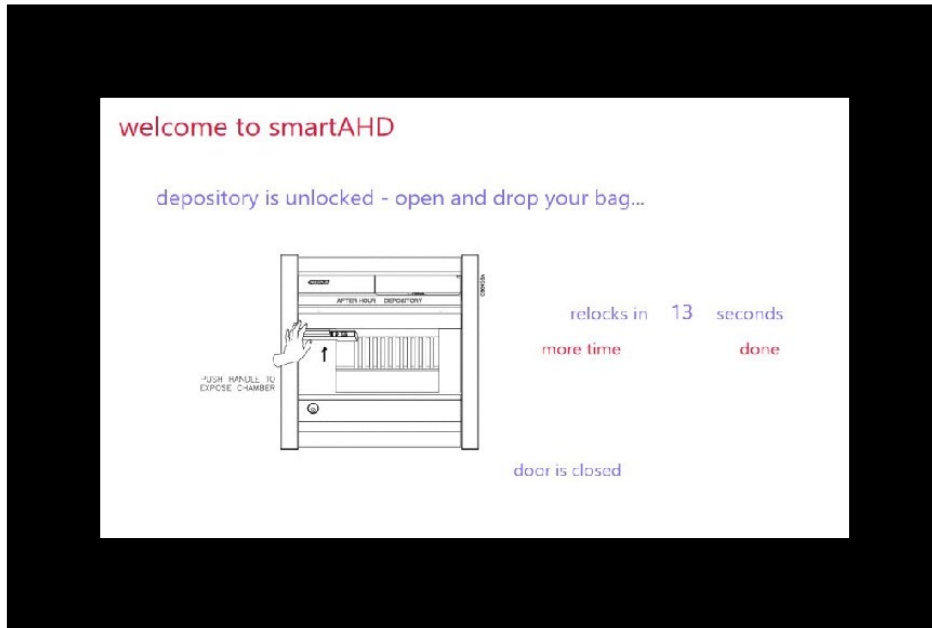 welcome to smartAHD
depository is unlocked - open and drop your bag...
AFTER HOUR DEPOSITORY
relocks in 13 seconds
more time done
PUSH HANDLE TO
EXPOSE CHAMBER
door is closed